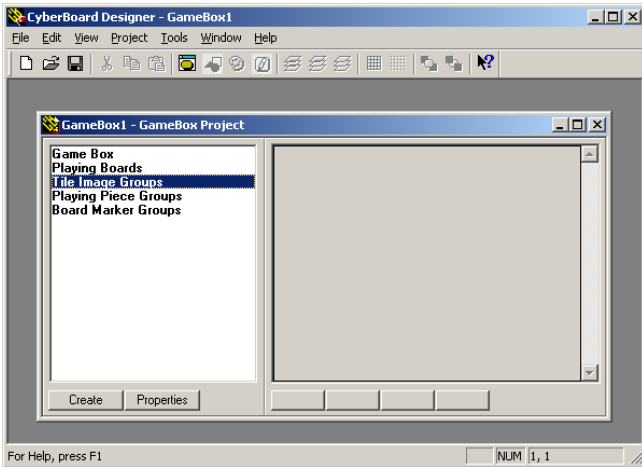 CyberBoard Designer - GameBox1
File Edit View Project Tools Window Help
GameBox1 - GameBox Project
Game Box
Playing Boards
Tile Image Groups
Playing Piece Groups
Board Marker Groups
Create Properties
For Help, press F1 NUM 1, 1